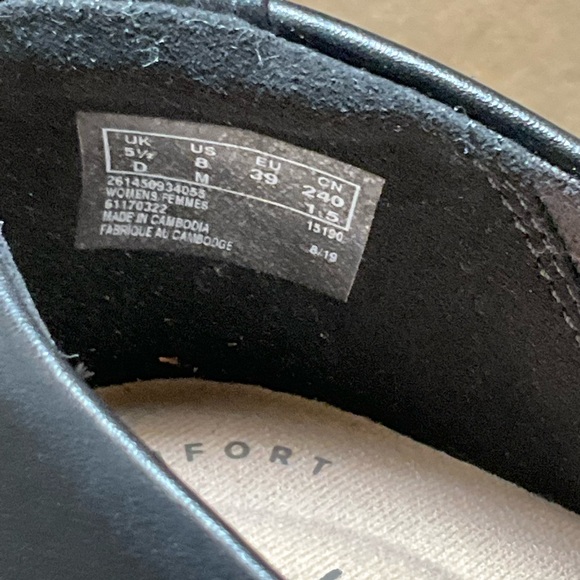 UK US EU CN
5½ 8 39 240
D M 1.5
261450934055
WOMENS/FEMMES
61170322 15190
MADE IN CAMBODIA
FABRIQUE AU CAMBODGE 8/19
FORT